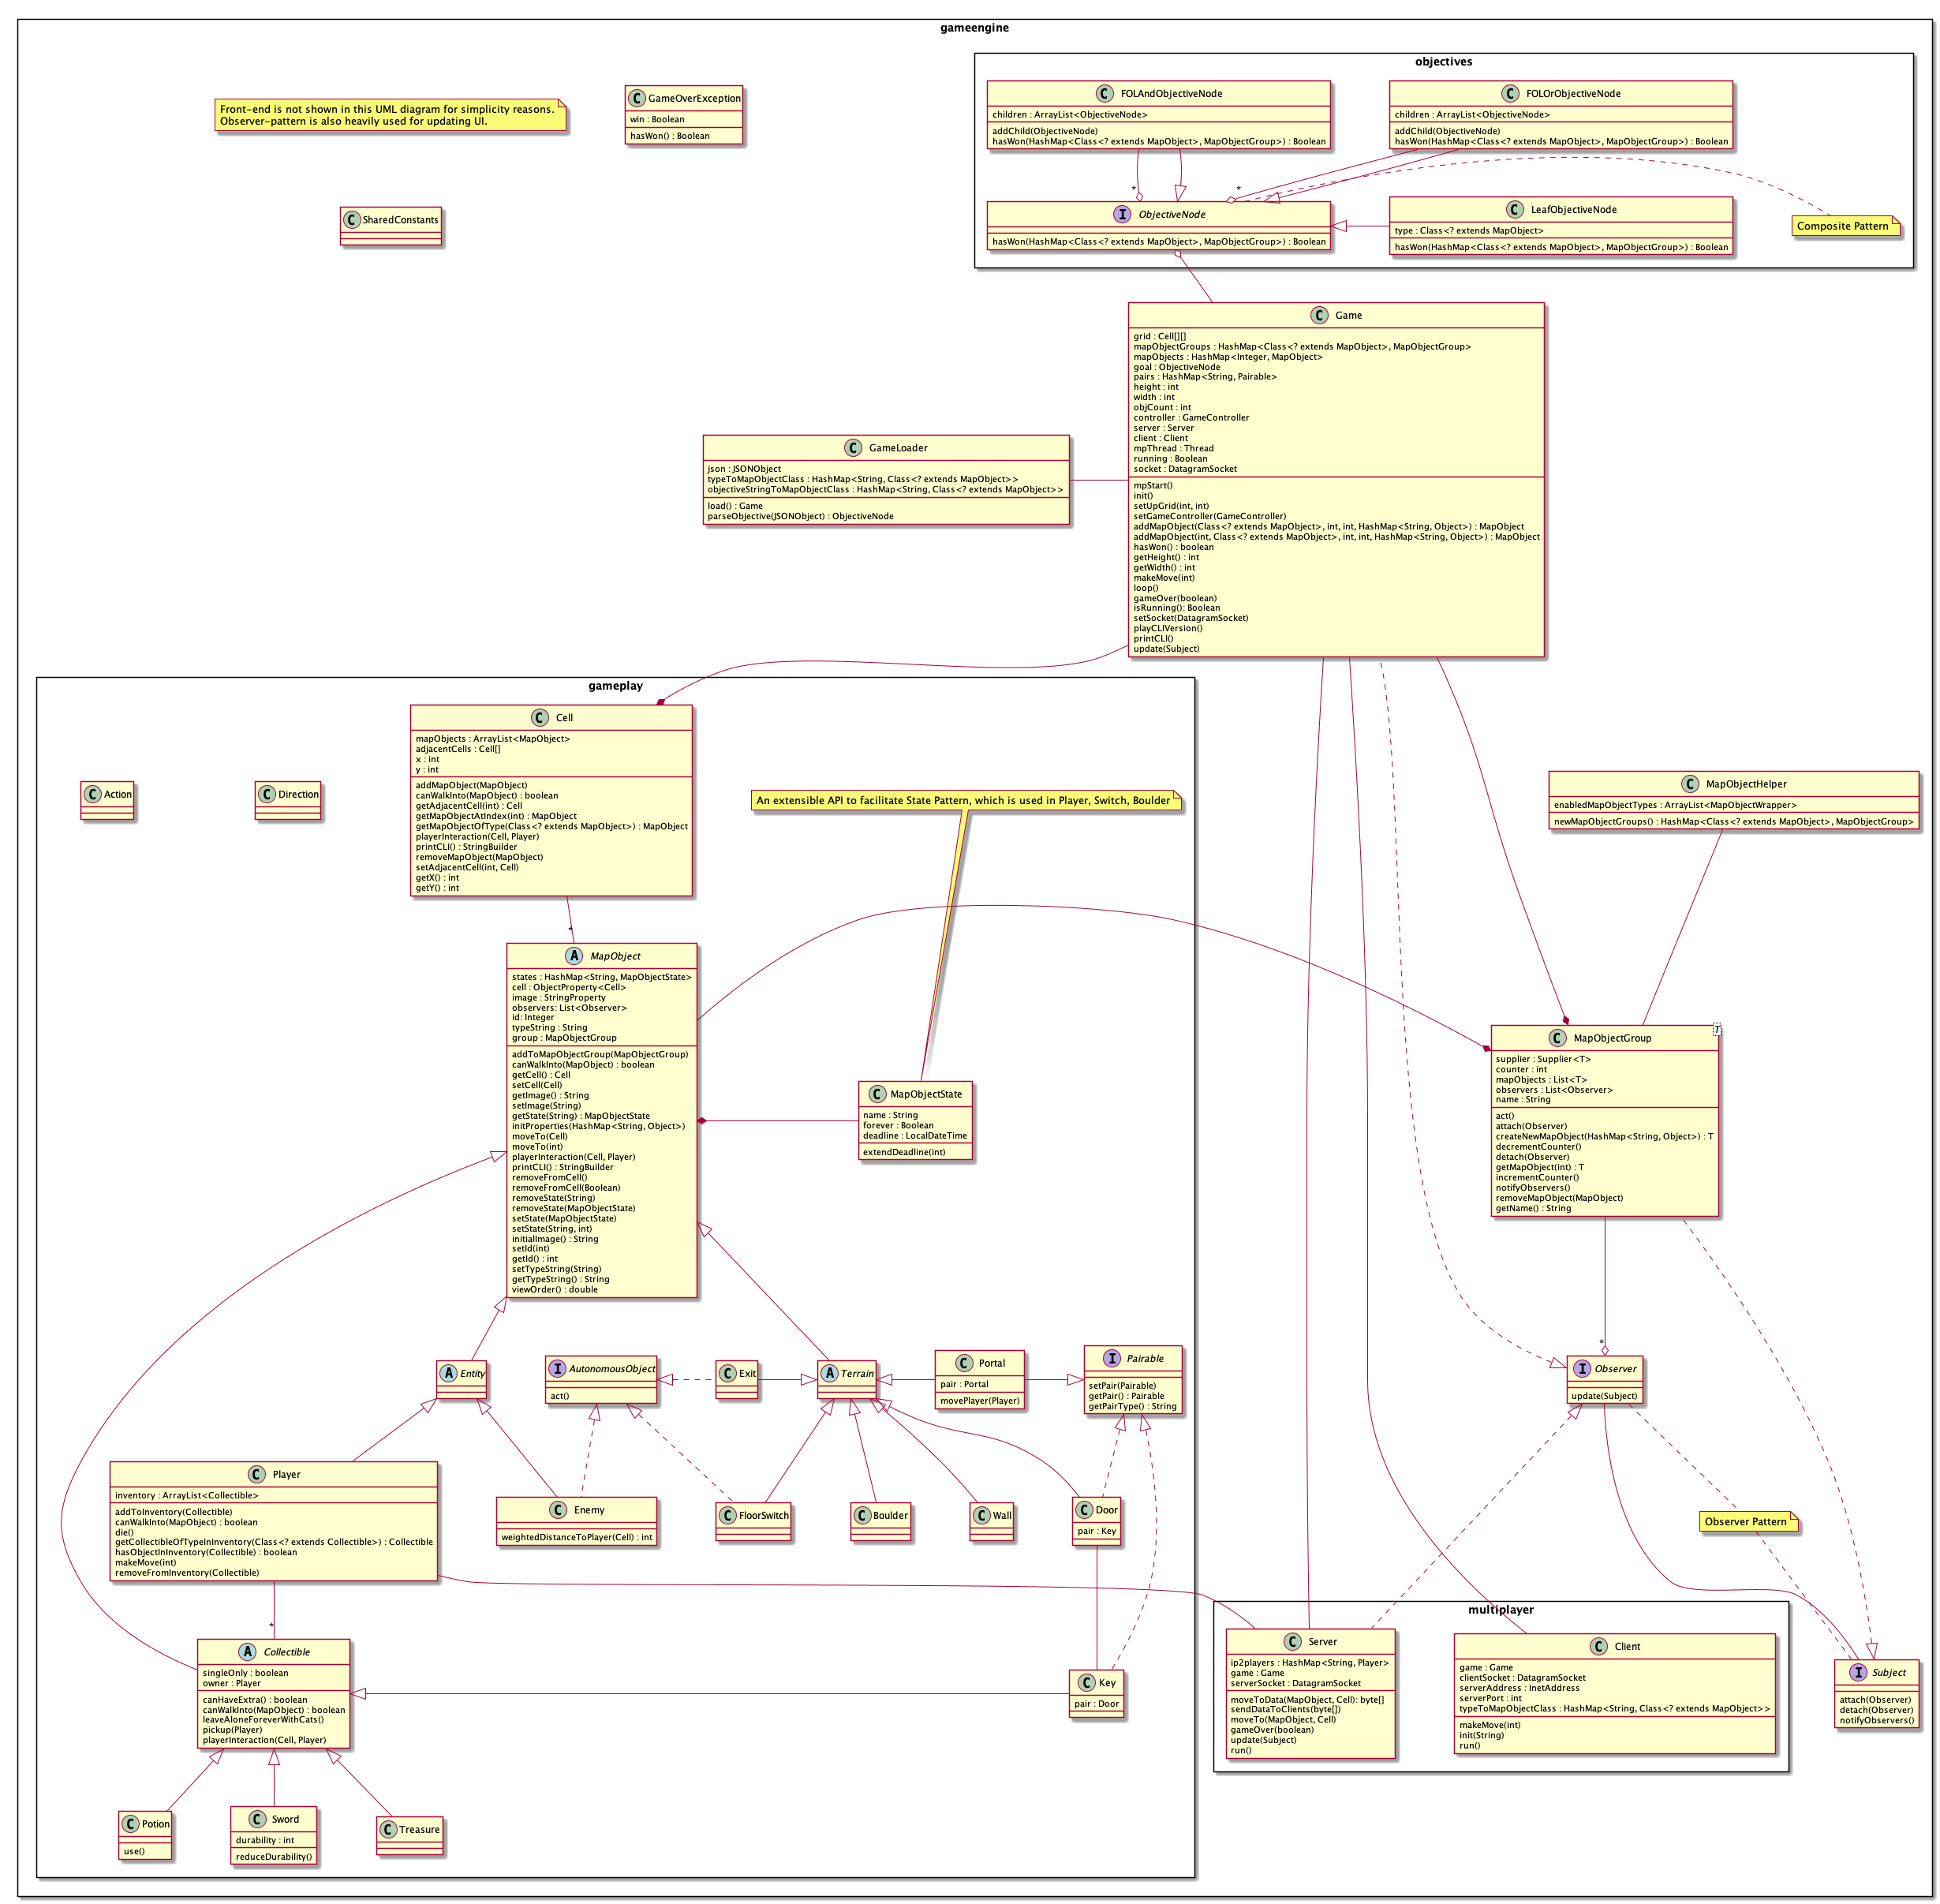 gameengine
objectives
Front-end is not shown in this UML diagram for simplicity reasons.
Observer-pattern is also heavily used for updating UI.
C GameOverException
win : Boolean
hasWon() : Boolean
C FOLAndObjectiveNode
children : ArrayList<ObjectiveNode>
addChild(ObjectiveNode)
hasWon(HashMap<Class<? extends MapObject>, MapObjectGroup>) : Boolean
C FOLOrObjectiveNode
children : ArrayList<ObjectiveNode>
addChild(ObjectiveNode)
hasWon(HashMap<Class<? extends MapObject>, MapObjectGroup>) : Boolean
*
*
C SharedConstants
I ObjectiveNode
hasWon(HashMap<Class<? extends MapObject>, MapObjectGroup>) : Boolean
C LeafObjectiveNode
type : Class<? extends MapObject>
hasWon(HashMap<Class<? extends MapObject>, MapObjectGroup>) : Boolean
Composite Pattern
C Game
grid : Cell[][]
mapObjectGroups : HashMap<Class<? extends MapObject>, MapObjectGroup>
mapObjects : HashMap<Integer, MapObject>
goal : ObjectiveNode
pairs : HashMap<String, Pairable>
height : int
width : int
objCount : int
controller : GameController
server : Server
client : Client
mpThread : Thread
running : Boolean
socket : DatagramSocket
mpStart()
init()
setUpGrid(int, int)
setGameController(GameController)
addMapObject(Class<? extends MapObject>, int, int, HashMap<String, Object>) : MapObject
addMapObject(int, Class<? extends MapObject>, int, int, HashMap<String, Object>) : MapObject
hasWon() : boolean
getHeight() : int
getWidth() : int
makeMove(int)
loop()
gameOver(boolean)
isRunning(): Boolean
setSocket(DatagramSocket)
playCLIVersion()
printCLI()
update(Subject)
C GameLoader
json : JSONObject
typeToMapObjectClass : HashMap<String, Class<? extends MapObject>>
objectiveStringToMapObjectClass : HashMap<String, Class<? extends MapObject>>
load() : Game
parseObjective(JSONObject) : ObjectiveNode
gameplay
C Cell
mapObjects : ArrayList<MapObject>
adjacentCells : Cell[]
x : int
y : int
addMapObject(MapObject)
canWalkInto(MapObject) : boolean
getAdjacentCell(int) : Cell
getMapObjectAtIndex(int) : MapObject
getMapObjectOfType(Class<? extends MapObject>) : MapObject
playerInteraction(Cell, Player)
printCLI() : StringBuilder
removeMapObject(MapObject)
setAdjacentCell(int, Cell)
getX() : int
getY() : int
C Action
C Direction
An extensible API to facilitate State Pattern, which is used in Player, Switch, Boulder
C MapObjectHelper
enabledMapObjectTypes : ArrayList<MapObjectWrapper>
newMapObjectGroups() : HashMap<Class<? extends MapObject>, MapObjectGroup>
*
A MapObject
states : HashMap<String, MapObjectState>
cell : ObjectProperty<Cell>
image : StringProperty
observers: List<Observer>
id: Integer
typeString : String
group : MapObjectGroup
addToMapObjectGroup(MapObjectGroup)
canWalkInto(MapObject) : boolean
getCell() : Cell
setCell(Cell)
getImage() : String
setImage(String)
getState(String) : MapObjectState
initProperties(HashMap<String, Object>)
moveTo(Cell)
moveTo(int)
playerInteraction(Cell, Player)
printCLI() : StringBuilder
removeFromCell()
removeFromCell(Boolean)
removeState(String)
removeState(MapObjectState)
setState(MapObjectState)
setState(String, int)
initialImage() : String
setId(int)
getId() : int
setTypeString(String)
getTypeString() : String
viewOrder() : double
C MapObjectState
name : String
forever : Boolean
deadline : LocalDateTime
extendDeadline(int)
C MapObjectGroup
T
supplier : Supplier<T>
counter : int
mapObjects : List<T>
observers : List<Observer>
name : String
act()
attach(Observer)
createNewMapObject(HashMap<String, Object>) : T
decrementCounter()
detach(Observer)
getMapObject(int) : T
incrementCounter()
notifyObservers()
removeMapObject(MapObject)
getName() : String
*
A Entity
I AutonomousObject
act()
C Exit
A Terrain
C Portal
pair : Portal
movePlayer(Player)
I Pairable
setPair(Pairable)
getPair() : Pairable
getPairType() : String
I Observer
update(Subject)
C Player
inventory : ArrayList<Collectible>
addToInventory(Collectible)
canWalkInto(MapObject) : boolean
die()
getCollectibleOfTypeInInventory(Class<? extends Collectible>) : Collectible
hasObjectInInventory(Collectible) : boolean
makeMove(int)
removeFromInventory(Collectible)
C Enemy
weightedDistanceToPlayer(Cell) : int
C FloorSwitch
C Boulder
C Wall
C Door
pair : Key
Observer Pattern
*
multiplayer
A Collectible
singleOnly : boolean
owner : Player
canHaveExtra() : boolean
canWalkInto(MapObject) : boolean
leaveAloneForeverWithCats()
pickup(Player)
playerInteraction(Cell, Player)
C Key
pair : Door
C Server
ip2players : HashMap<String, Player>
game : Game
serverSocket : DatagramSocket
moveToData(MapObject, Cell): byte[]
sendDataToClients(byte[])
moveTo(MapObject, Cell)
gameOver(boolean)
update(Subject)
run()
C Client
game : Game
clientSocket : DatagramSocket
serverAddress : InetAddress
serverPort : int
typeToMapObjectClass : HashMap<String, Class<? extends MapObject>>
makeMove(int)
init(String)
run()
I Subject
attach(Observer)
detach(Observer)
notifyObservers()
C Potion
use()
C Sword
durability : int
reduceDurability()
C Treasure